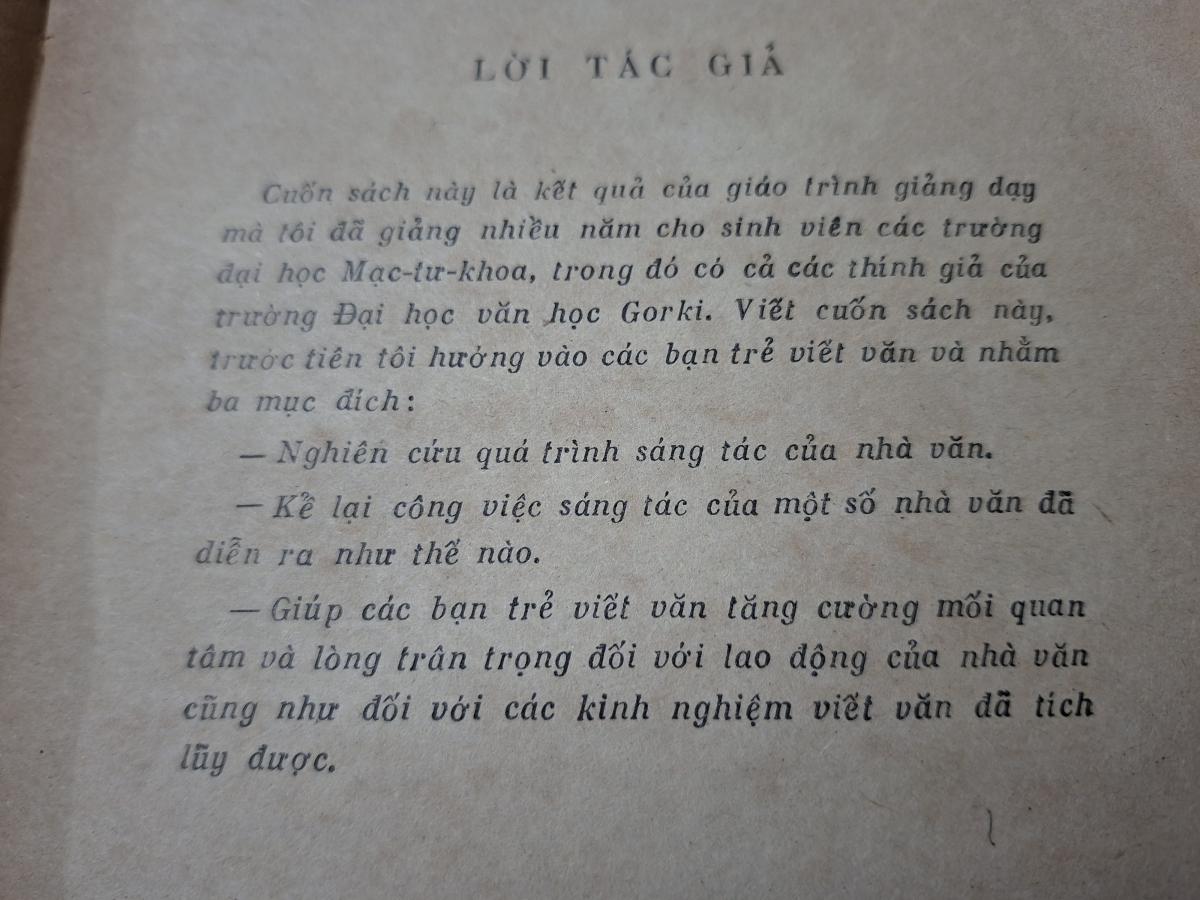 LỜI TÁC GIẢ
Cuốn sách này là kết quả của giáo trình giảng dạy
mà tôi đã giảng nhiều năm cho sinh viên các trường
đại học Mạc-tư-khoa, trong đó có cả các thính giả của
trường Đại học văn học Gorki. Viết cuốn sách này,
trước tiên tôi hướng vào các bạn trẻ viết văn và nhằm
ba mục đích:
— Nghiên cứu quá trình sáng tác của nhà văn.
— Kể lại công việc sáng tác của một số nhà văn đã
diễn ra như thế nào.
— Giúp các bạn trẻ viết văn tăng cường mối quan
tâm và lòng trân trọng đối với lao động của nhà văn
cũng như đối với các kinh nghiệm viết văn đã tích
lũy được.